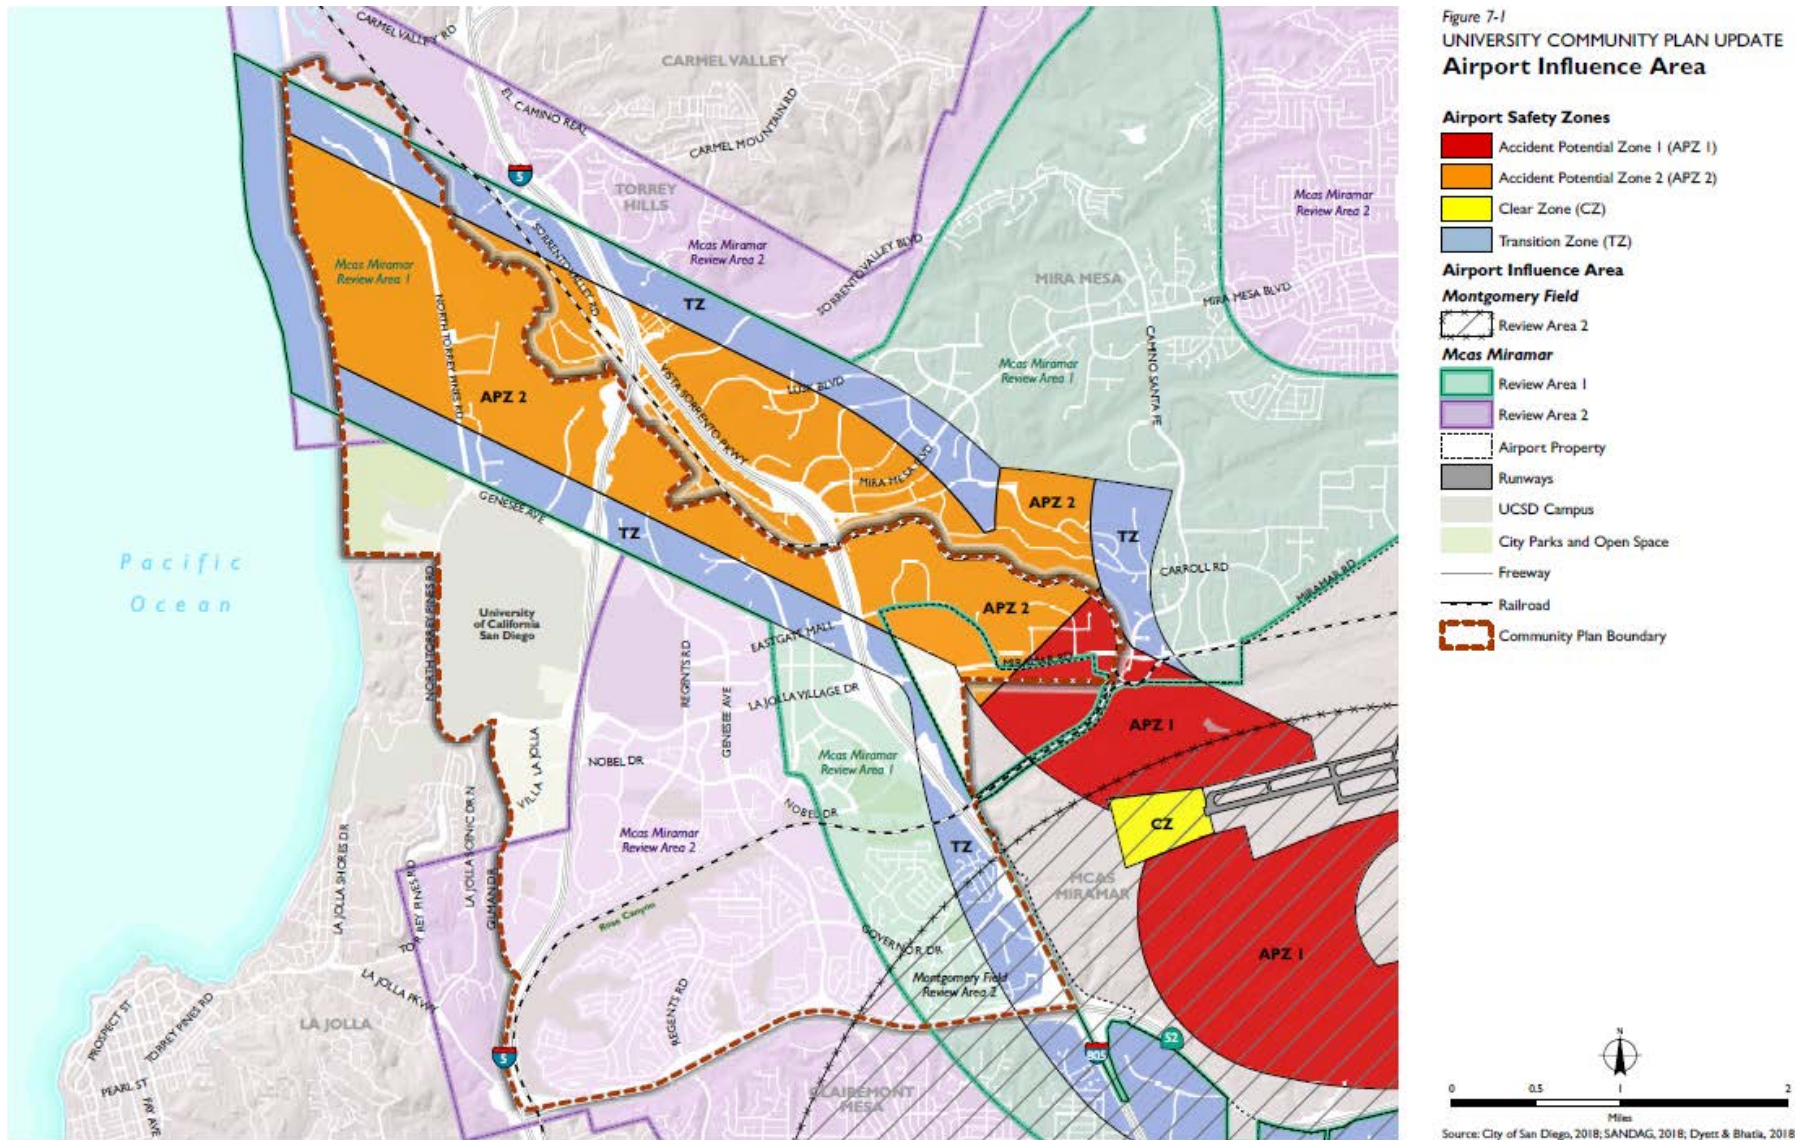 Figure 7-1
UNIVERSITY COMMUNITY PLAN UPDATE
Airport Influence Area
Airport Safety Zones
Accident Potential Zone 1 (APZ 1)
Accident Potential Zone 2 (APZ 2)
Clear Zone (CZ)
Transition Zone (TZ)
Airport Influence Area
Montgomery Field
Review Area 2
Mcas Miramar
Review Area 1
Review Area 2
Airport Property
Runways
UCSD Campus
City Parks and Open Space
Freeway
Railroad
Community Plan Boundary
N
0 0.5 1 2
Miles
Source: City of San Diego, 2018; SANDAG, 2018; Dyett & Bhatia, 2018
CARMEL VALLEY RD
CARMEL VALLEY
EL CAMINO REAL
CARMEL MOUNTAIN RD
5
TORREY
HILLS
Mcas Miramar
Review Area 2
Mcas Miramar
Review Area 2
SORRENTO VALLEY BLVD
MIRA MESA
MIRA MESA BLVD
Mcas Miramar
Review Area 1
SORRENTO VALLEY RD
TZ
NORTH TORREY PINES RD
CAMINO SANTA FE
Mcas Miramar
Review Area 1
APZ 2
VISTA SORRENTO PKWY
LUSK BLVD
MIRA MESA BLVD
APZ 2
GENESEE AVE
TZ
TZ
Pacific
Ocean
CARROLL RD
MIRAMAR RD
NORTH TORREY PINES RD
University
of California
San Diego
APZ 2
EASTGATE MALL
MIRAMAR RD
REGENTS RD
GENESEE AVE
LA JOLLA VILLAGE DR
APZ 1
VILLA LA JOLLA
NOBEL DR
Mcas Miramar
Review Area 1
NOBEL DR
LA JOLLA SCENIC DR N
Mcas Miramar
Review Area 2
CZ
TZ
LA JOLLA SHORES DR
TORREY PINES RD
GILMAN DR
MCAS
MIRAMAR
Rose Canyon
GOVERNOR DR
APZ 1
LA JOLLA PKWY
Montgomery Field
Review Area 2
REGENTS RD
PROSPECT ST
TORREY PINES RD
LA JOLLA
5
52
805
PEARL ST
FAY AVE
CLAIREMONT
MESA